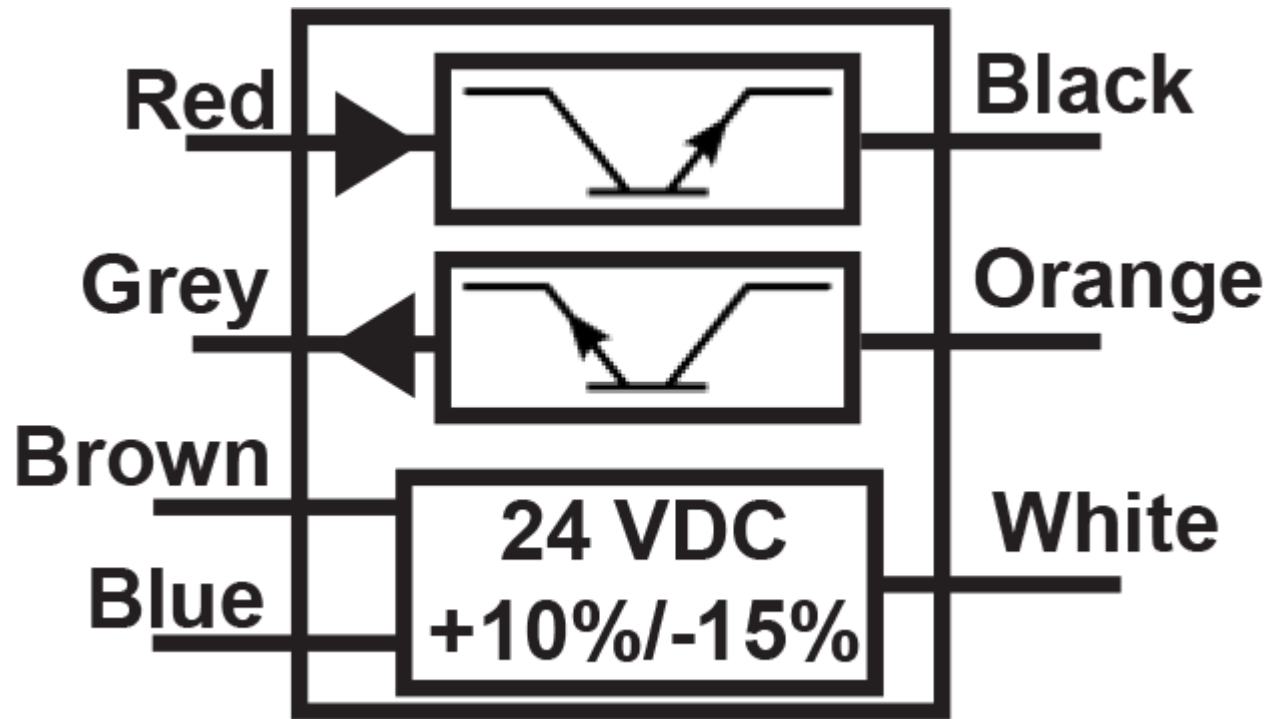 Red
Black
Grey
Orange
Brown
24 VDC
White
Blue
+10%/-15%